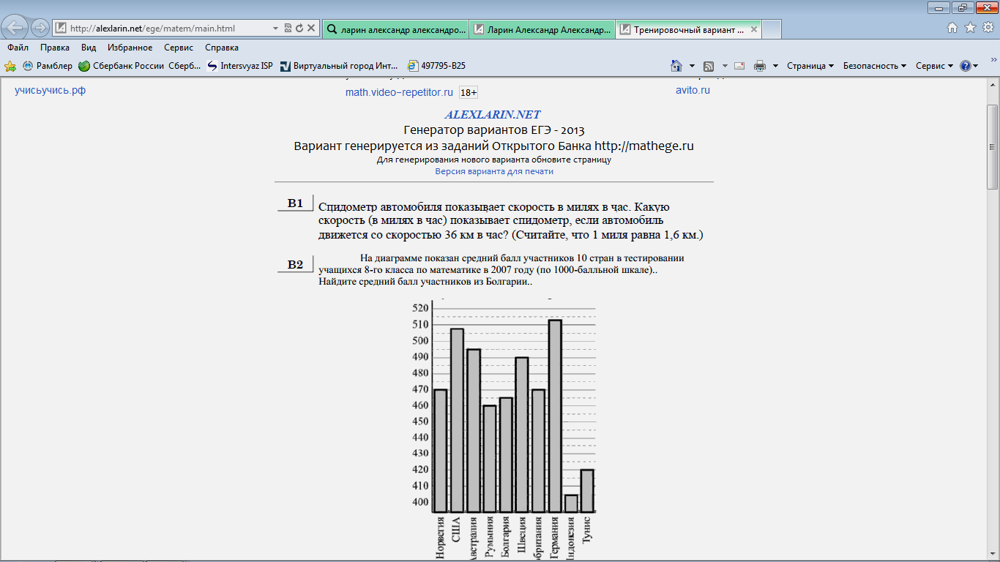 http://alexlarin.net/ege/matem/main.html
ларин александр александро...
Ларин Александр Александр...
Тренировочный вариант ...
Файл Правка Вид Избранное Сервис Справка
Рамблер Сбербанк России Сберб... Intersvyaz ISP Виртуальный город Инт... 497795-B25 Страница Безопасность Сервис
учисьучись.рф math.video-repetitor.ru 18+ avito.ru
ALEXLARIN.NET
Генератор вариантов ЕГЭ - 2013
Вариант генерируется из заданий Открытого Банка http://mathege.ru
Для генерирования нового варианта обновите страницу
Версия варианта для печати
B1
Спидометр автомобиля показывает скорость в милях в час. Какую
скорость (в милях в час) показывает спидометр, если автомобиль
движется со скоростью 36 км в час? (Считайте, что 1 миля равна 1,6 км.)
B2
На диаграмме показан средний балл участников 10 стран в тестировании
учащихся 8-го класса по математике в 2007 году (по 1000-балльной шкале)..
Найдите средний балл участников из Болгарии..
520
510
500
490
480
470
460
450
440
430
420
410
400
Норвегия
США
Австралия
Румыния
Болгария
Швеция
обритания
Германия
Индонезия
Тунис